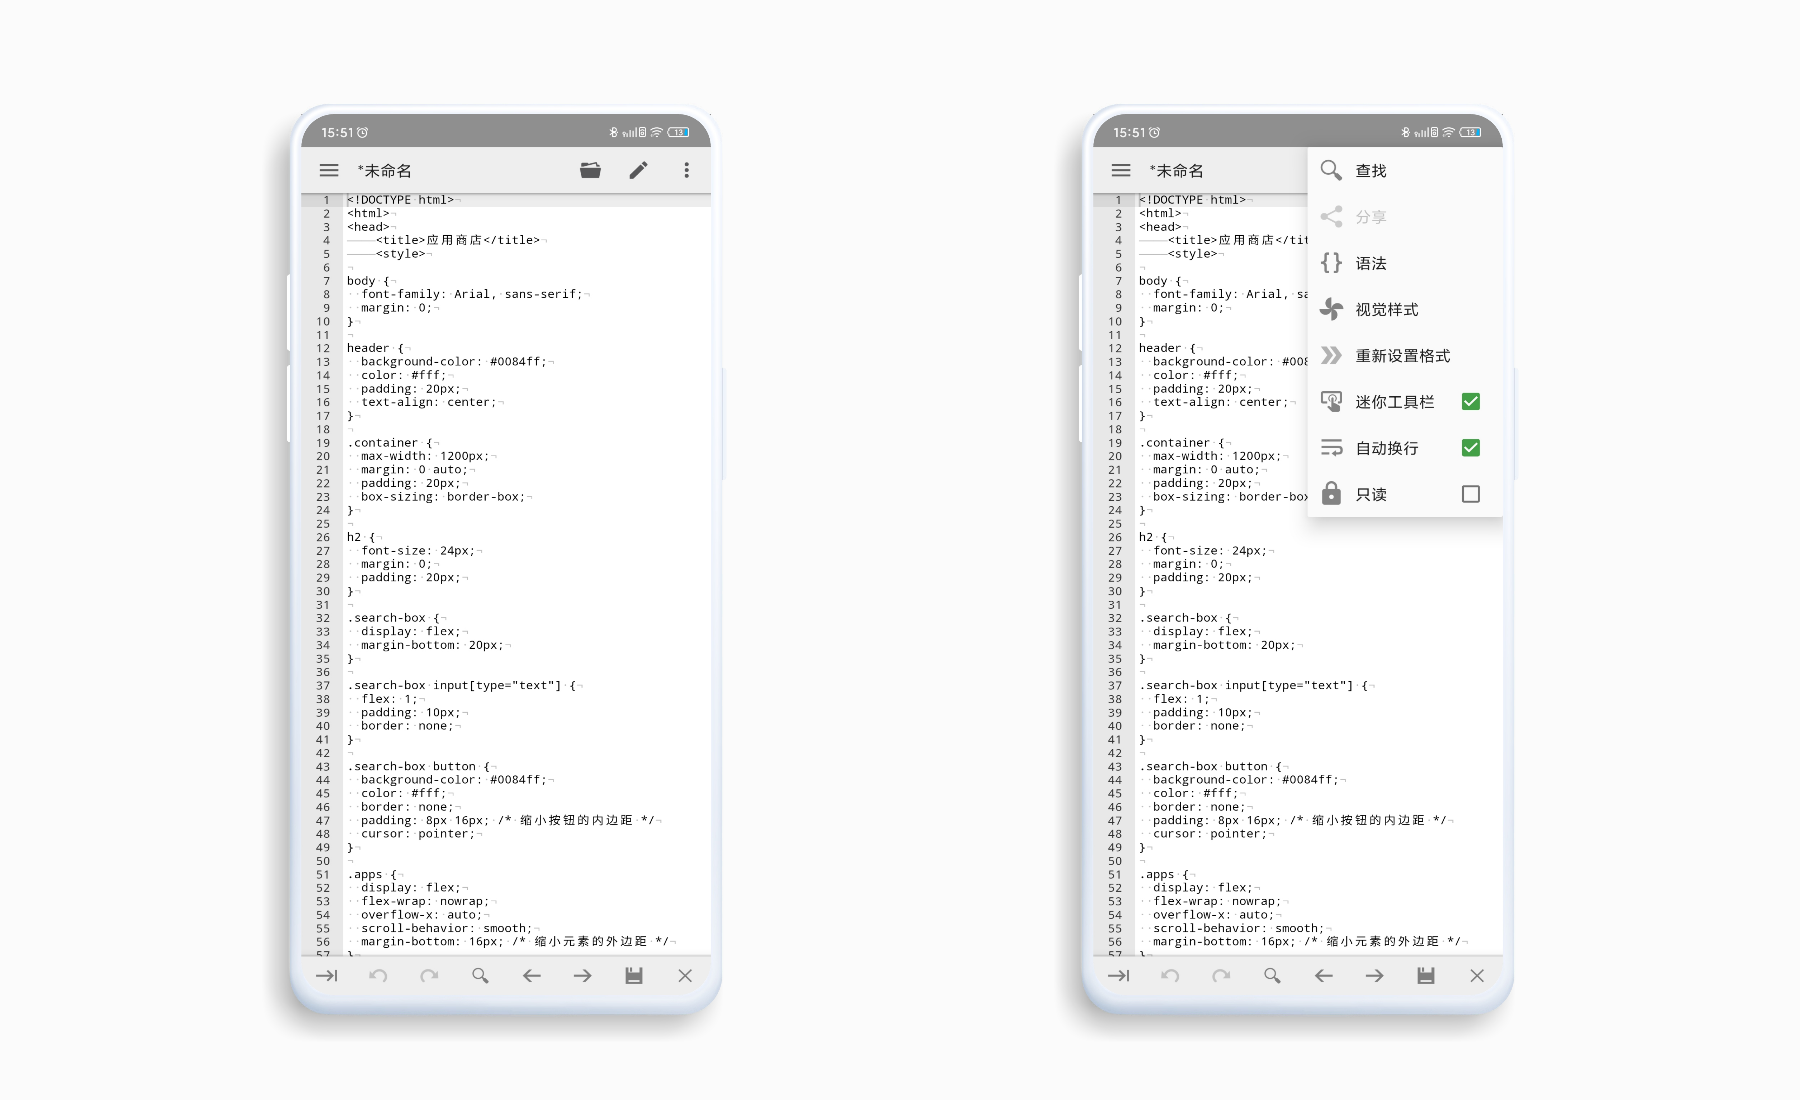 15:51
13
*未命名
1 <!DOCTYPE html>
2 <html>
3 <head>
4 <title>应用商店</title>
5 <style>
6
7 body {
8 font-family: Arial, sans-serif;
9 margin: 0;
10 }
11
12 header {
13 background-color: #0084ff;
14 color: #fff;
15 padding: 20px;
16 text-align: center;
17 }
18
19 .container {
20 max-width: 1200px;
21 margin: 0 auto;
22 padding: 20px;
23 box-sizing: border-box;
24 }
25
26 h2 {
27 font-size: 24px;
28 margin: 0;
29 padding: 20px;
30 }
31
32 .search-box {
33 display: flex;
34 margin-bottom: 20px;
35 }
36
37 .search-box input[type="text"] {
38 flex: 1;
39 padding: 10px;
40 border: none;
41 }
42
43 .search-box button {
44 background-color: #0084ff;
45 color: #fff;
46 border: none;
47 padding: 8px 16px; /* 缩小按钮的内边距 */
48 cursor: pointer;
49 }
50
51 .apps {
52 display: flex;
53 flex-wrap: nowrap;
54 overflow-x: auto;
55 scroll-behavior: smooth;
56 margin-bottom: 16px; /* 缩小元素的外边距 */
57 }
15:51
13
*未命名
1 <!DOCTYPE html>
2 <html>
3 <head>
4 <title>应用商店</tit
5 <style>
6
7 body {
8 font-family: Arial, sa
9 margin: 0;
10 }
11
12 header {
13 background-color: #008
14 color: #fff;
15 padding: 20px;
16 text-align: center;
17 }
18
19 .container {
20 max-width: 1200px;
21 margin: 0 auto;
22 padding: 20px;
23 box-sizing: border-box
24 }
25
26 h2 {
27 font-size: 24px;
28 margin: 0;
29 padding: 20px;
30 }
31
32 .search-box {
33 display: flex;
34 margin-bottom: 20px;
35 }
36
37 .search-box input[type="text"] {
38 flex: 1;
39 padding: 10px;
40 border: none;
41 }
42
43 .search-box button {
44 background-color: #0084ff;
45 color: #fff;
46 border: none;
47 padding: 8px 16px; /* 缩小按钮的内边距 */
48 cursor: pointer;
49 }
50
51 .apps {
52 display: flex;
53 flex-wrap: nowrap;
54 overflow-x: auto;
55 scroll-behavior: smooth;
56 margin-bottom: 16px; /* 缩小元素的外边距 */
57 }
查找
分享
语法
视觉样式
重新设置格式
迷你工具栏
自动换行
只读